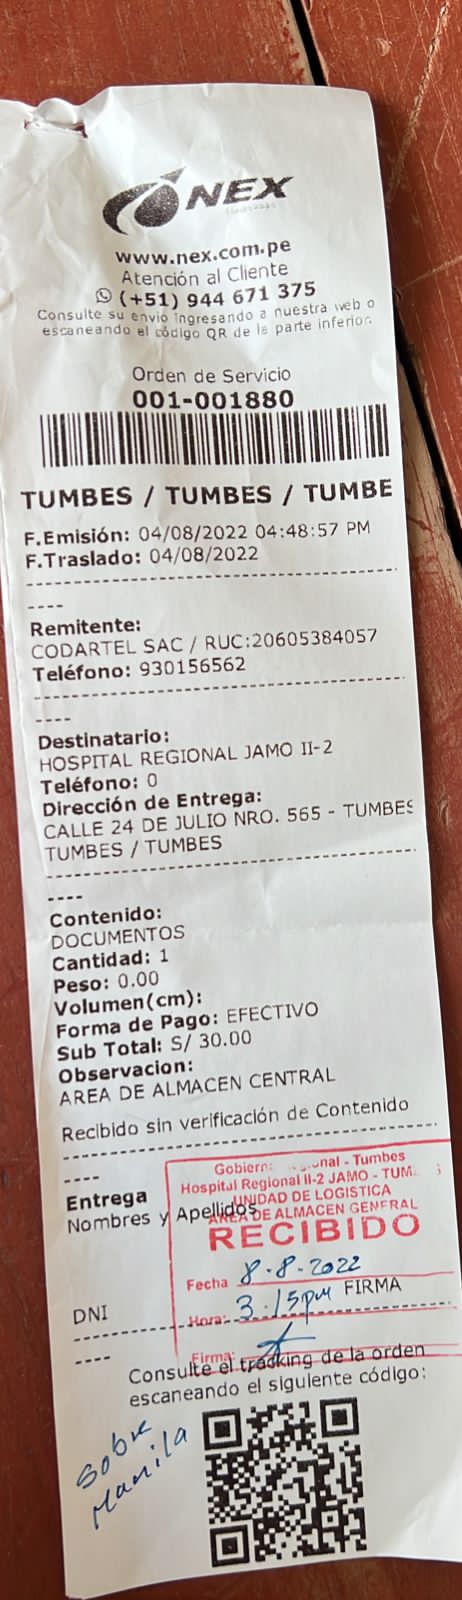 NEX
www.nex.com.pe
Atención al Cliente
(+51) 944 671 375
Consulte su envio ingresando a nuestra web o
escaneando el código QR de la parte inferior.
Orden de Servicio
001-001880
TUMBES / TUMBES / TUMBE
F.Emisión: 04/08/2022 04:48:57 PM
F.Traslado: 04/08/2022
----
Remitente:
CODARTEL SAC / RUC:20605384057
Teléfono: 930156562
----
Destinatario:
HOSPITAL REGIONAL JAMO II-2
Teléfono: 0
Dirección de Entrega:
CALLE 24 DE JULIO NRO. 565 - TUMBES
TUMBES / TUMBES
----
Contenido:
DOCUMENTOS
Cantidad: 1
Peso: 0.00
Volumen(cm):
Forma de Pago: EFECTIVO
Sub Total: S/ 30.00
Observacion:
AREA DE ALMACEN CENTRAL
Recibido sin verificación de Contenido
----
Entrega
Nombres y Apellidos
- Tumbes
Hospital Regional II-2 JAMO -
UNIDAD DE LOGISTICA
AREA DE ALMACEN GENERAL
RECIBIDO
Fecha 8-8-2022
Hora: 3:15pm
Firma:
DNI
FIRMA
----
Consulte el tracking de la orden
escaneando el siguiente código:
Sobre
Manila